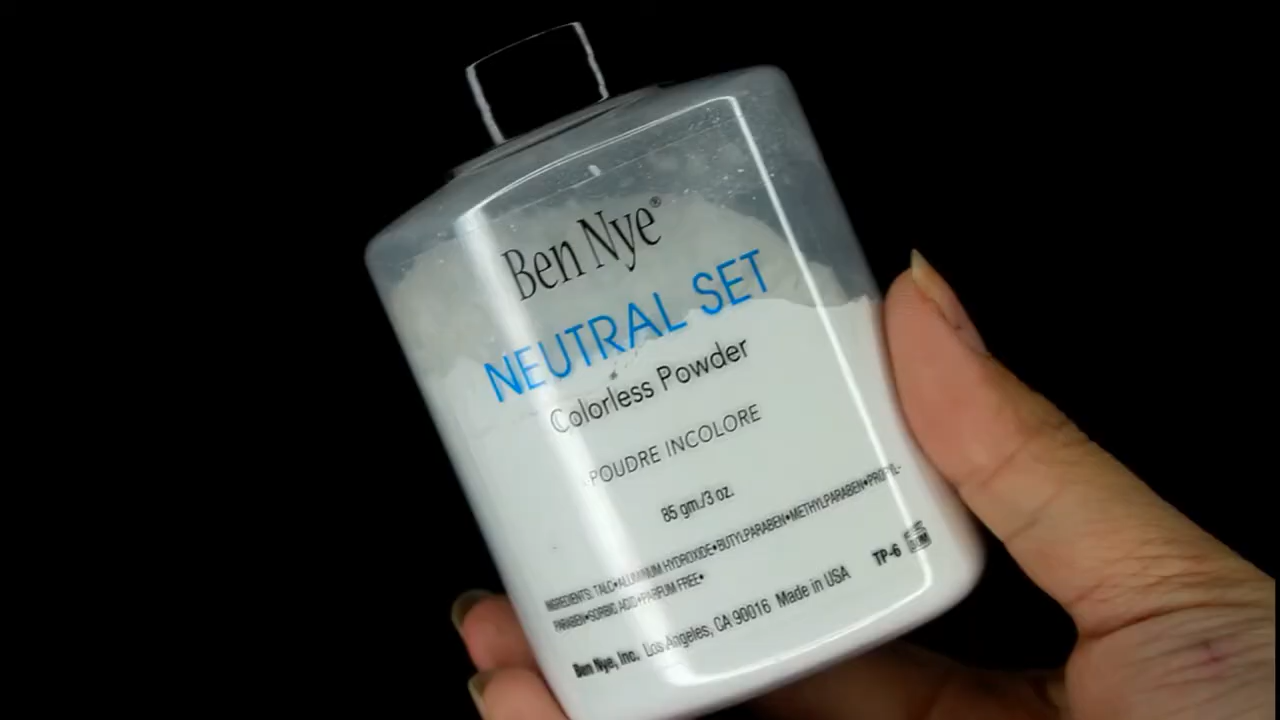 Ben Nye®
NEUTRAL SET
Colorless Powder
POUDRE INCOLORE
85 gm./3 oz.
INGREDIENTS: TALC•ALUMINUM HYDROXIDE•BUTYLPARABEN•METHYLPARABEN•PROPYL-
PARABEN•SORBIC ACID•PARFUM FREE•
TP-6
Ben Nye, Inc. Los Angeles, CA 90016 Made in USA